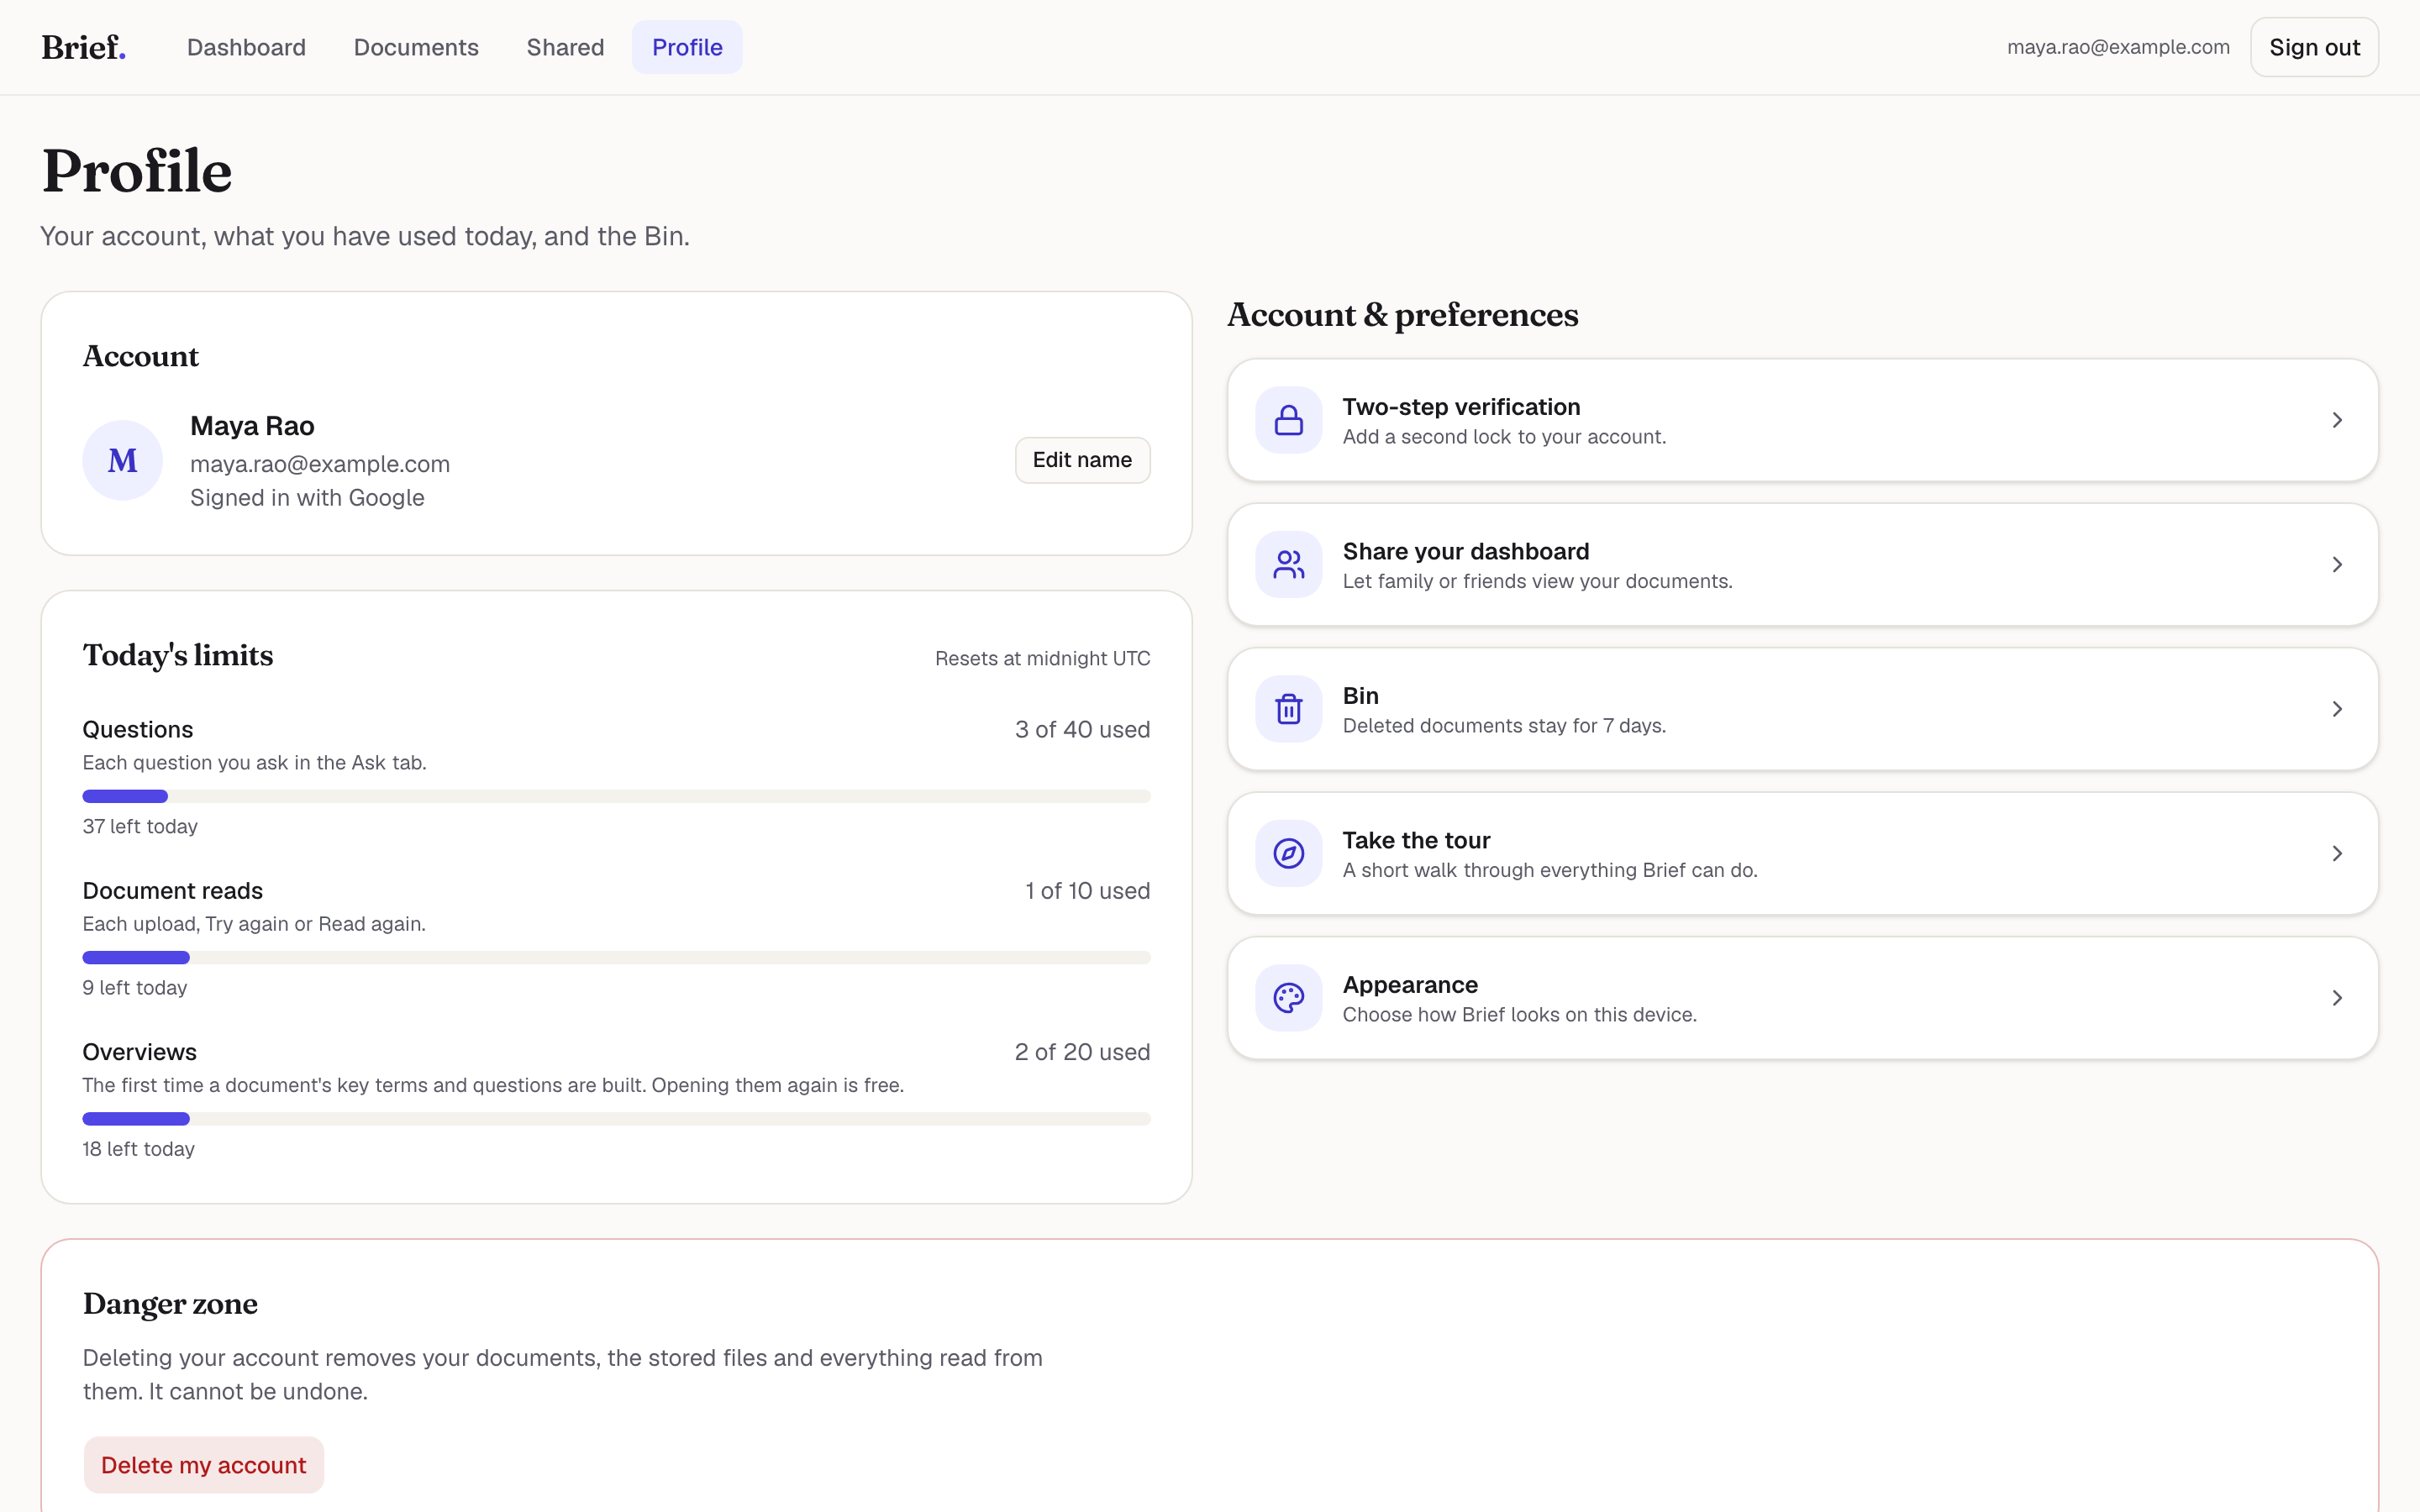 Brief.
Dashboard
Documents
Shared
Profile
maya.rao@example.com
Sign out
Profile
Your account, what you have used today, and the Bin.
Account
M
Maya Rao
maya.rao@example.com
Signed in with Google
Edit name
Today's limits
Resets at midnight UTC
Questions
3 of 40 used
Each question you ask in the Ask tab.
37 left today
Document reads
1 of 10 used
Each upload, Try again or Read again.
9 left today
Overviews
2 of 20 used
The first time a document's key terms and questions are built. Opening them again is free.
18 left today
Account & preferences
Two-step verification
Add a second lock to your account.
Share your dashboard
Let family or friends view your documents.
Bin
Deleted documents stay for 7 days.
Take the tour
A short walk through everything Brief can do.
Appearance
Choose how Brief looks on this device.
Danger zone
Deleting your account removes your documents, the stored files and everything read from
them. It cannot be undone.
Delete my account